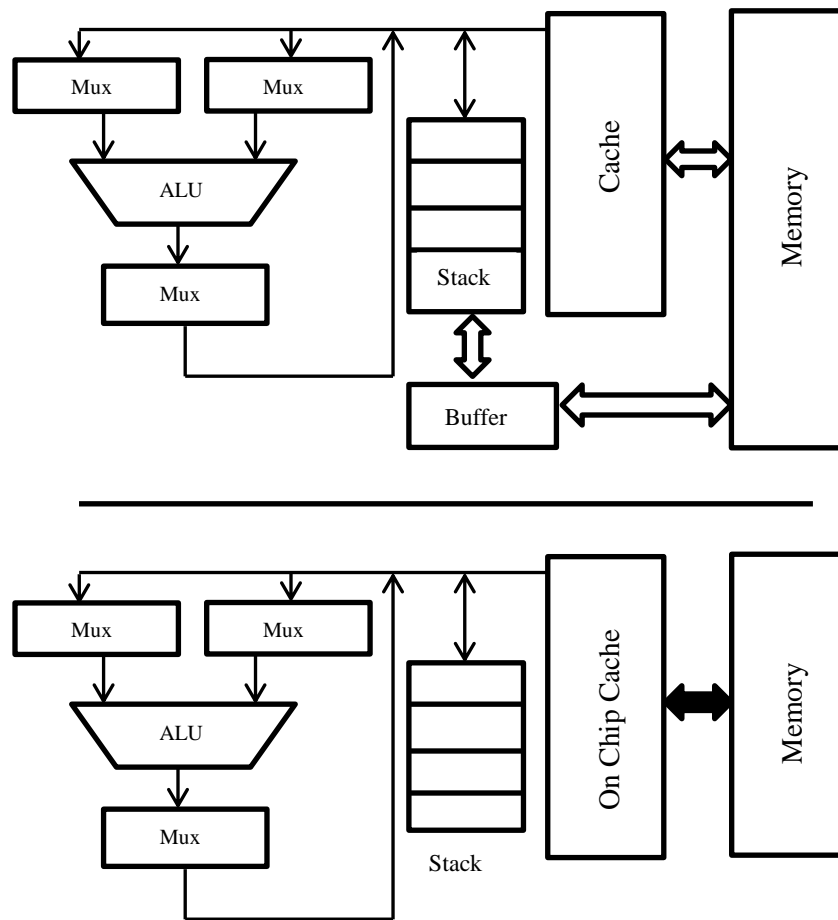 Mux
Mux
ALU
Mux
Stack
Buffer
Cache
Memory
Mux
Mux
ALU
Mux
Stack
On Chip Cache
Memory